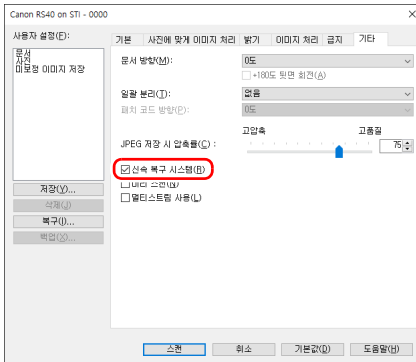 Canon RS40 on STI - 0000
사용자 설정(F):
문서
사진
미보정 이미지 저장
저장(V)...
삭제(J)
복구(I)...
백업(X)...
기본 사진에 맞게 이미지 처리 밝기 이미지 처리 급지 기타
문서 방향(M): 0도
+180도 뒷면 회전(A)
일괄 분리(T): 없음
패치 코드 방향(P): 0도
고압축 고품질
JPEG 저장 시 압축률(C) : 75
신속 복구 시스템(R)
미리 스캔(N)
멀티스트림 사용(L)
스캔 취소 기본값(D) 도움말(H)